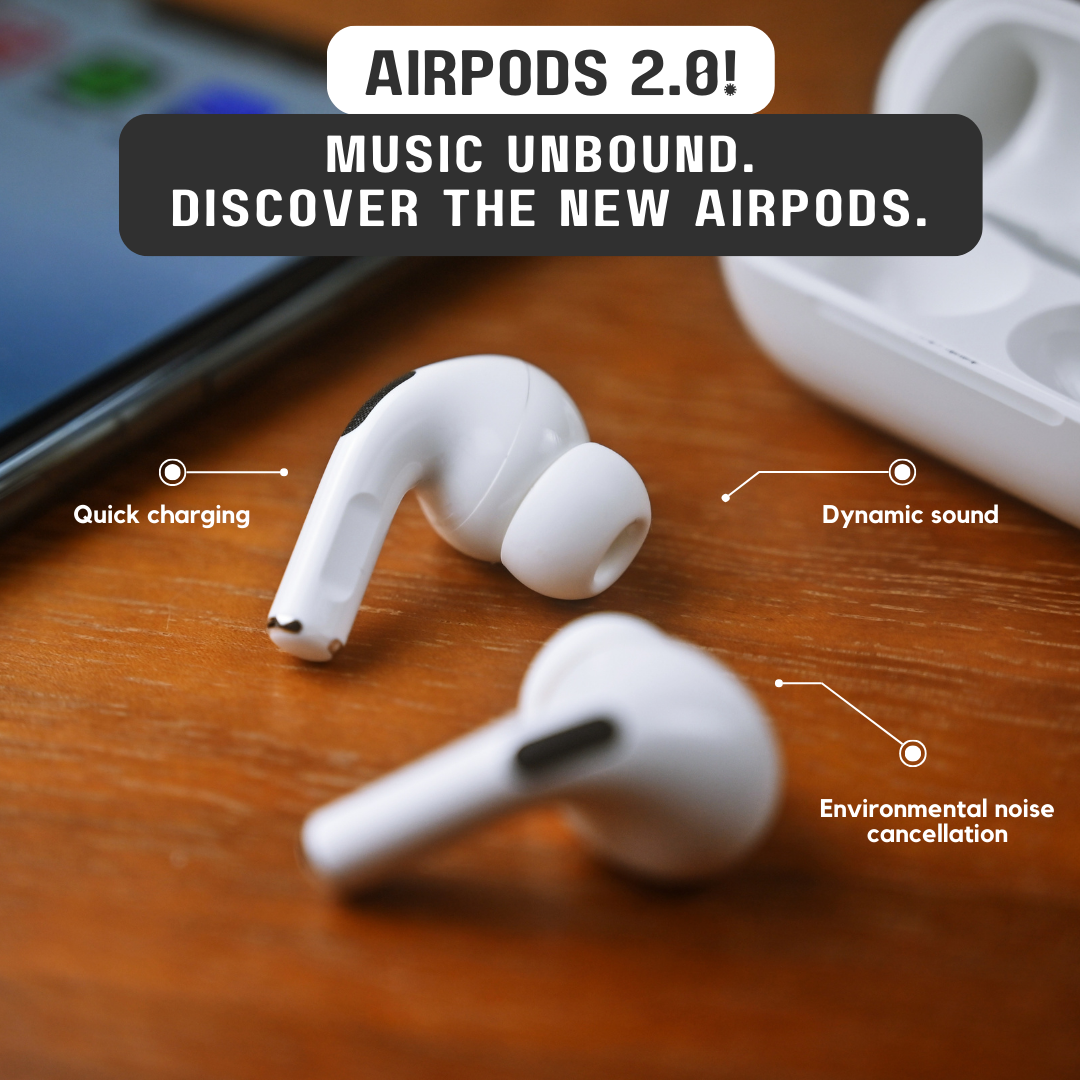 AIRPODS 2.0!
MUSIC UNBOUND.
DISCOVER THE NEW AIRPODS.
Quick charging
Dynamic sound
Environmental noise
cancellation